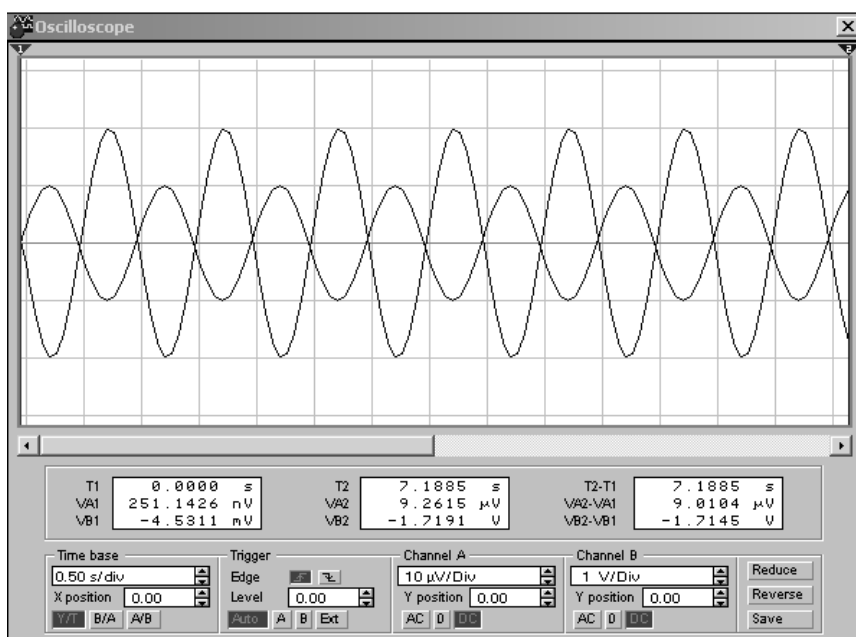 Oscilloscope
1 2
T1 0.0000 s T2 7.1885 s T2-T1 7.1885 s
VA1 251.1426 nV VA2 9.2615 µV VA2-VA1 9.0104 µV
VB1 -4.5311 mV VB2 -1.7191 V VB2-VB1 -1.7145 V
Time base Trigger Channel A Channel B
0.50 s/div Edge 10 µV/Div 1 V/Div Reduce
X position 0.00 Level 0.00 Y position 0.00 Y position 0.00 Reverse
Y/T B/A A/B Auto A B Ext AC 0 DC AC 0 DC Save